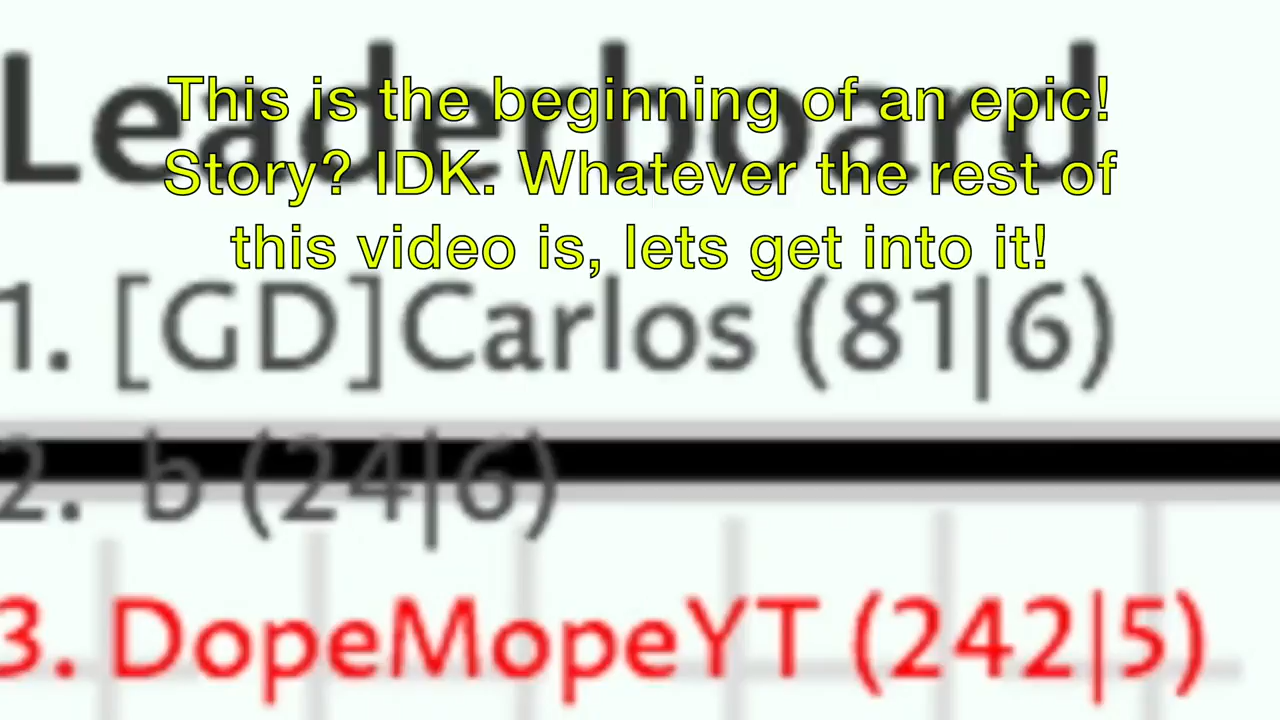 Leaderboard
This is the beginning of an epic!
Story? IDK. Whatever the rest of
this video is, lets get into it!
1. [GD]Carlos (81|6)
2. b (24|6)
3. DopeMopeYT (242|5)